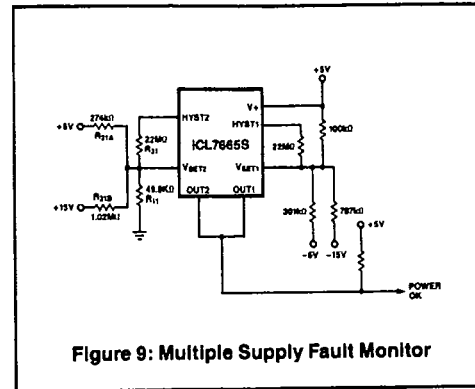 +5V
V+
274kΩ
+5V
R21A
HYST2
HYST1
22MΩ
R31
ICL7665S
22MΩ
100kΩ
VSET2
VSET1
R21B
+15V
1.02MΩ
49.9KΩ
R11
OUT2
OUT1
301kΩ
787kΩ
+5V
-5V
-15V
POWER
OK
Figure 9: Multiple Supply Fault Monitor